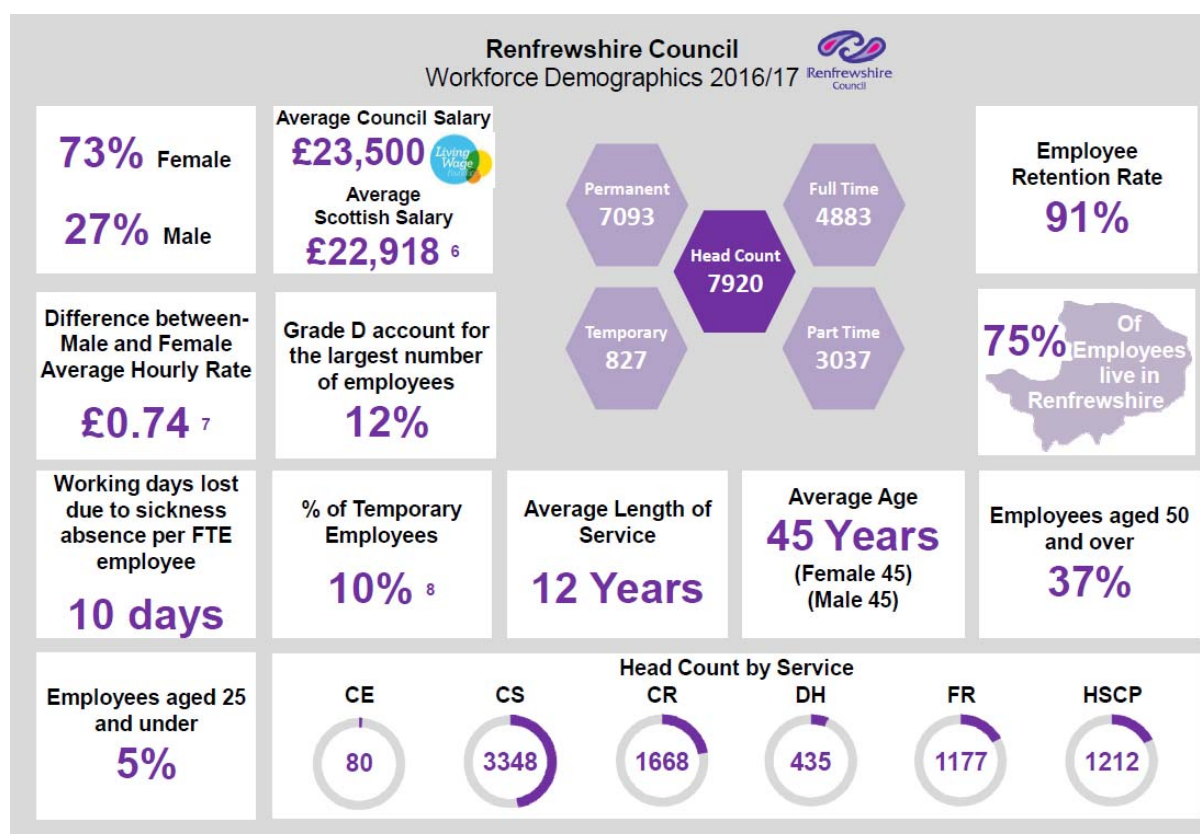 Renfrewshire Council
Workforce Demographics 2016/17
Renfrewshire
Council
73% Female
27% Male
Average Council Salary
£23,500
Living
Wage
Average
Scottish Salary
£22,918 6
Permanent
7093
Full Time
4883
Head Count
7920
Temporary
827
Part Time
3037
Employee
Retention Rate
91%
Difference between-
Male and Female
Average Hourly Rate
£0.74 7
Grade D account for
the largest number
of employees
12%
75% Of
Employees
live in
Renfrewshire
Working days lost
due to sickness
absence per FTE
employee
10 days
% of Temporary
Employees
10% 8
Average Length of
Service
12 Years
Average Age
45 Years
(Female 45)
(Male 45)
Employees aged 50
and over
37%
Employees aged 25
and under
5%
Head Count by Service
CE
80
CS
3348
CR
1668
DH
435
FR
1177
HSCP
1212